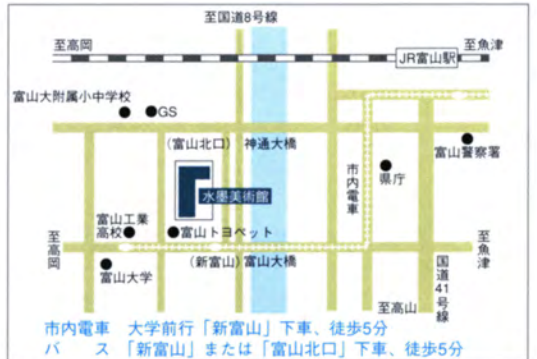 至国道8号線
至高岡
至魚津
JR富山駅
富山大附属小中学校
GS
(富山北口)
神通大橋
富山警察署
県庁
市内電車
水墨美術館
富山工業
高校
富山トヨペット
至高岡
至魚津
(新富山)
富山大橋
富山大学
国道41号線
至高山
市内電車 大学前行「新富山」下車、徒歩5分
バス 「新富山」または「富山北口」下車、徒歩5分